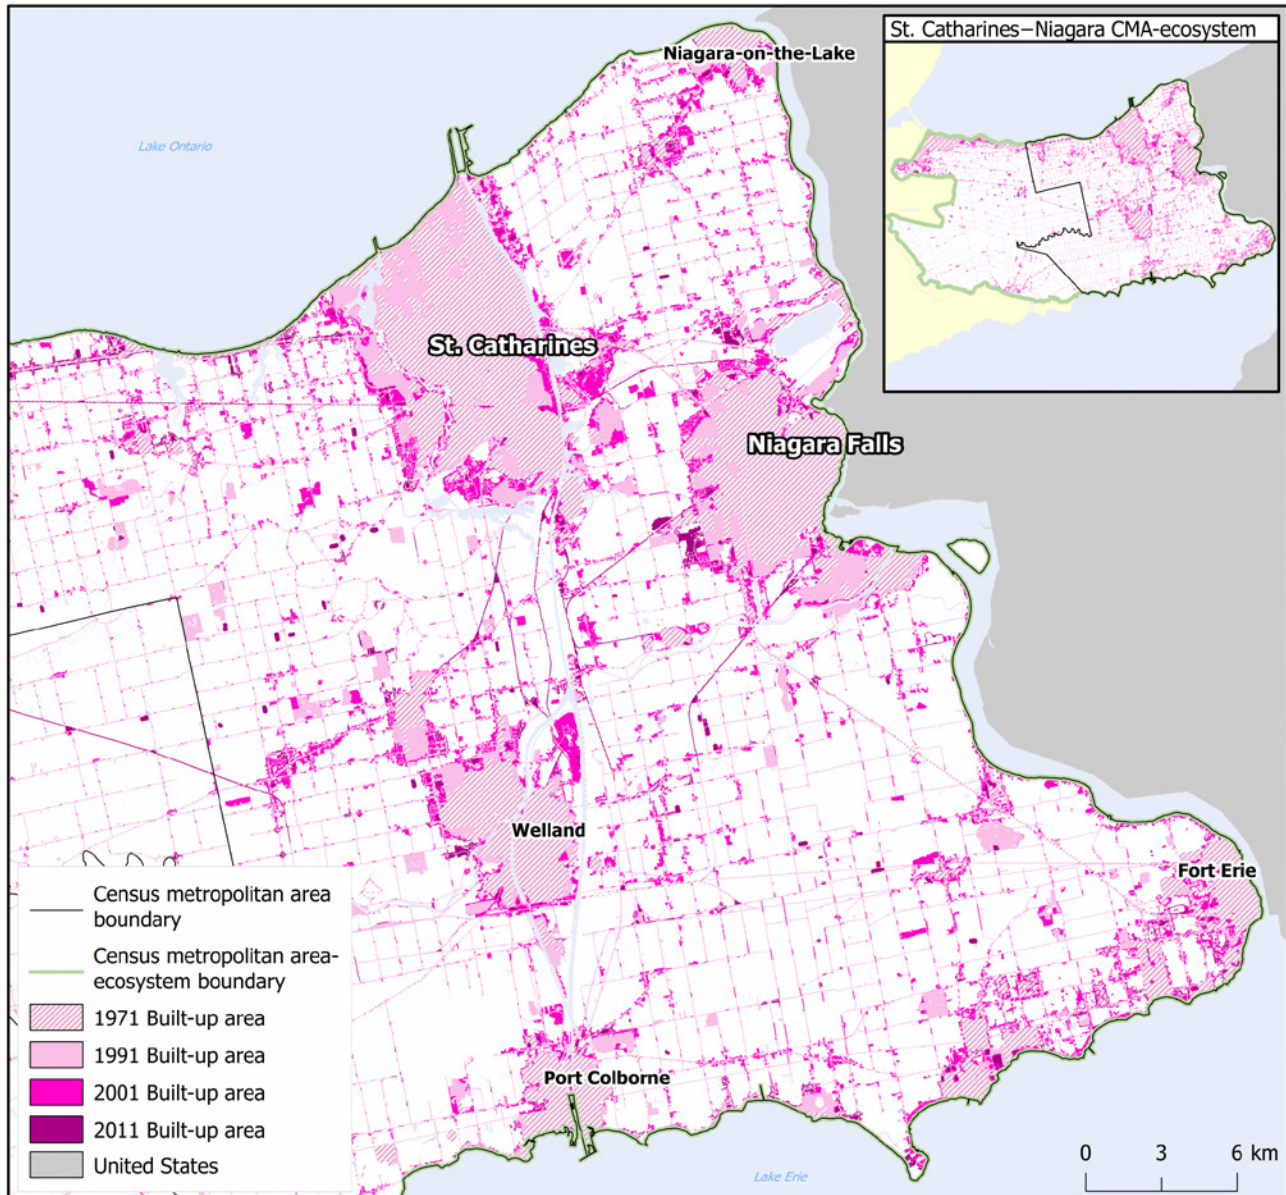 St. Catharines–Niagara CMA-ecosystem
Niagara-on-the-Lake
Lake Ontario
St. Catharines
Niagara Falls
Welland
Fort Erie
Port Colborne
Lake Erie
Census metropolitan area
boundary
Census metropolitan area-
ecosystem boundary
1971 Built-up area
1991 Built-up area
2001 Built-up area
2011 Built-up area
United States
0 3 6 km